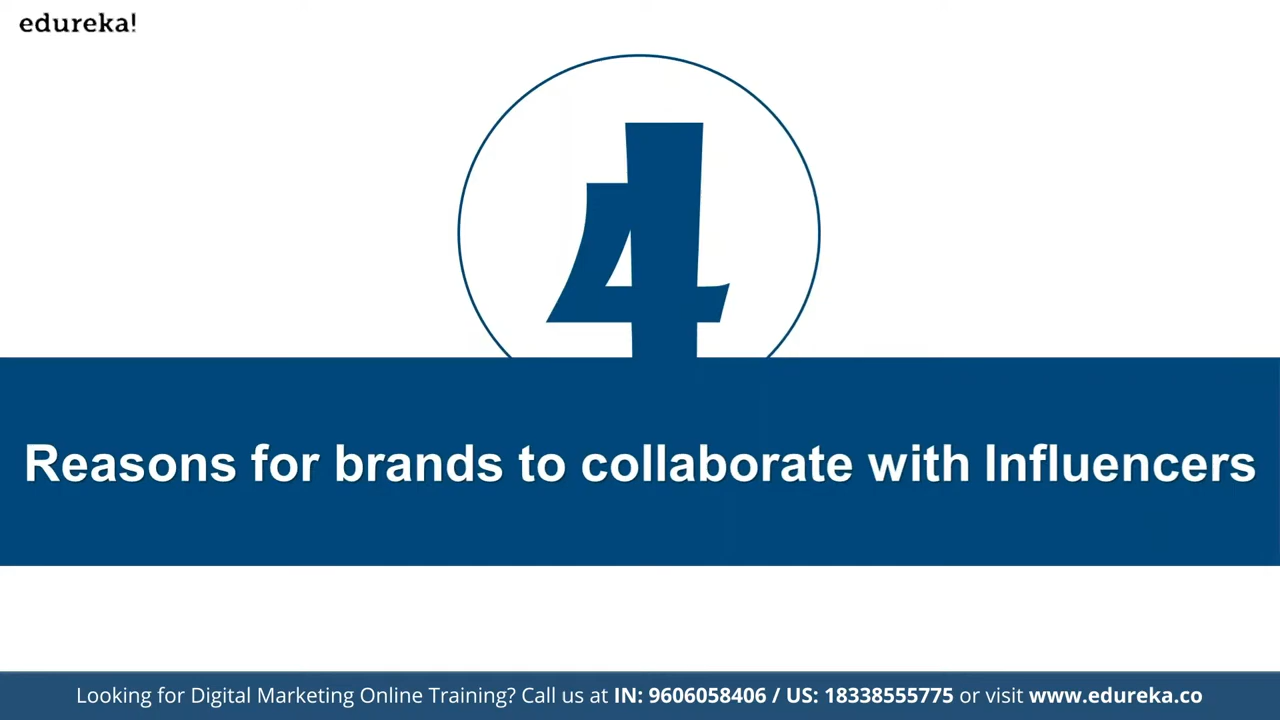 edureka!
4
Reasons for brands to collaborate with Influencers
Looking for Digital Marketing Online Training? Call us at IN: 9606058406 / US: 18338555775 or visit www.edureka.co